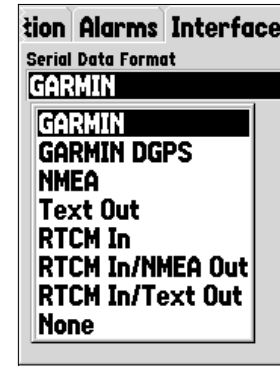 tion Alarms Interface
Serial Data Format
GARMIN
GARMIN
GARMIN DGPS
NMEA
Text Out
RTCM In
RTCM In/NMEA Out
RTCM In/Text Out
None